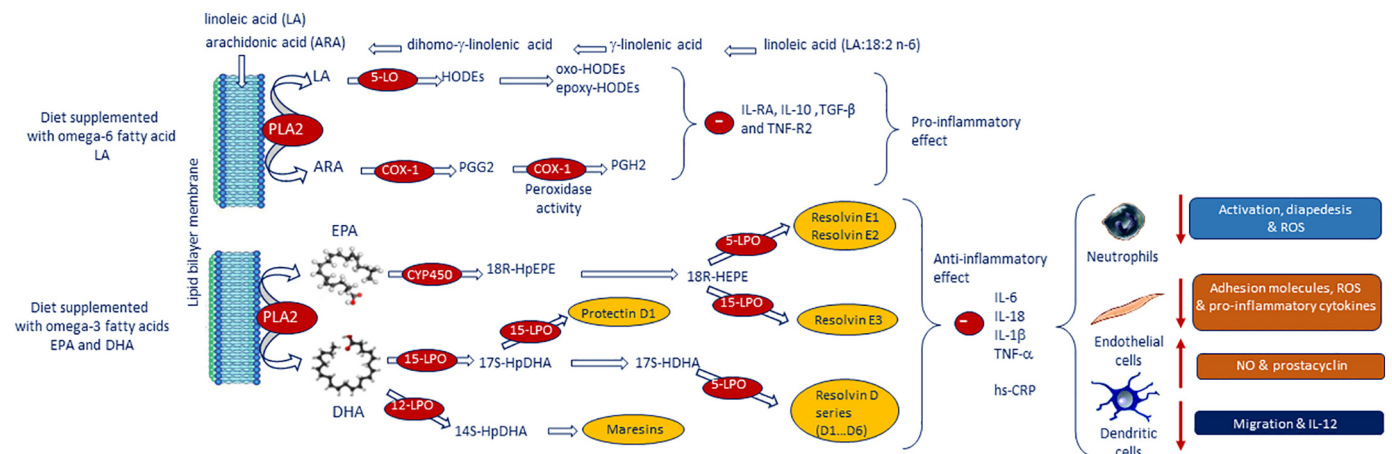 linoleic acid (LA)
arachidonic acid (ARA)
dihomo-γ-linolenic acid
γ-linolenic acid
linoleic acid (LA:18:2 n-6)
Diet supplemented
with omega-6 fatty acid
LA
Lipid bilayer membrane
PLA2
LA
5-LO
HODEs
oxo-HODEs
epoxy-HODEs
ARA
COX-1
PGG2
COX-1
Peroxidase
activity
PGH2
–
IL-RA, IL-10 ,TGF-β
and TNF-R2
Pro-inflammatory
effect
Diet supplemented
with omega-3 fatty acids
EPA and DHA
PLA2
EPA
CYP450
18R-HpEPE
18R-HEPE
5-LPO
Resolvin E1
Resolvin E2
15-LPO
Resolvin E3
DHA
15-LPO
17S-HpDHA
15-LPO
Protectin D1
17S-HDHA
5-LPO
Resolvin D
series
(D1...D6)
12-LPO
14S-HpDHA
Maresins
Anti-inflammatory
effect
–
IL-6
IL-18
IL-1β
TNF-α
hs-CRP
Neutrophils
Activation, diapedesis
& ROS
Endothelial
cells
Adhesion molecules, ROS
& pro-inflammatory cytokines
NO & prostacyclin
Dendritic
cells
Migration & IL-12